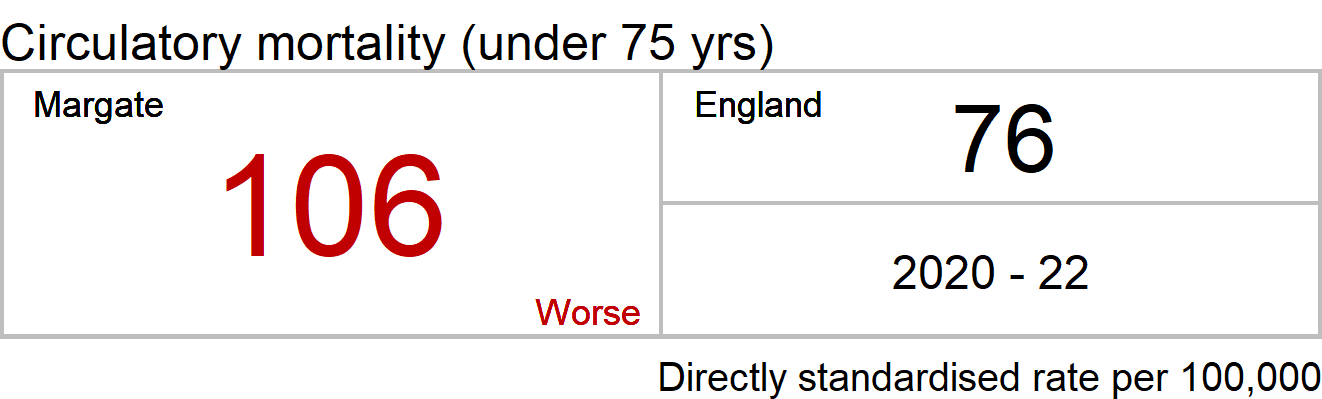 Circulatory mortality (under 75 yrs)
Margate
106
Worse
England
76
2020 - 22
Directly standardised rate per 100,000